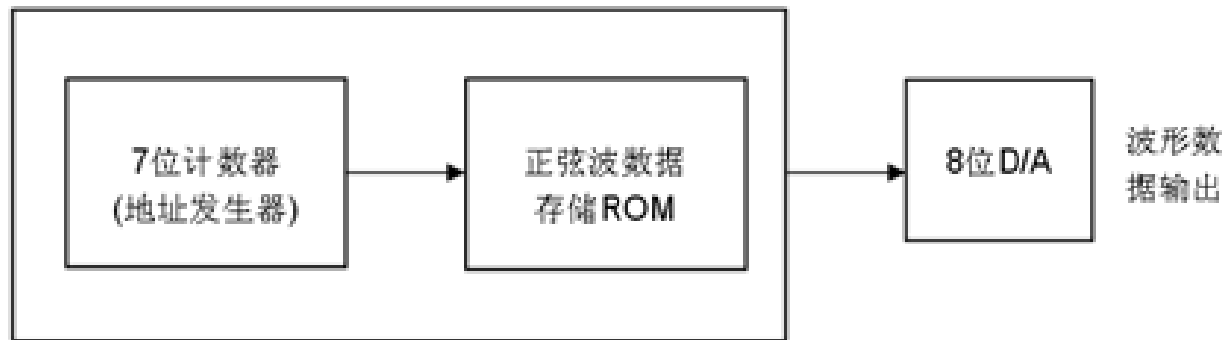 7位计数器
(地址发生器)
正弦波数据
存储ROM
8位D/A
波形数
据输出